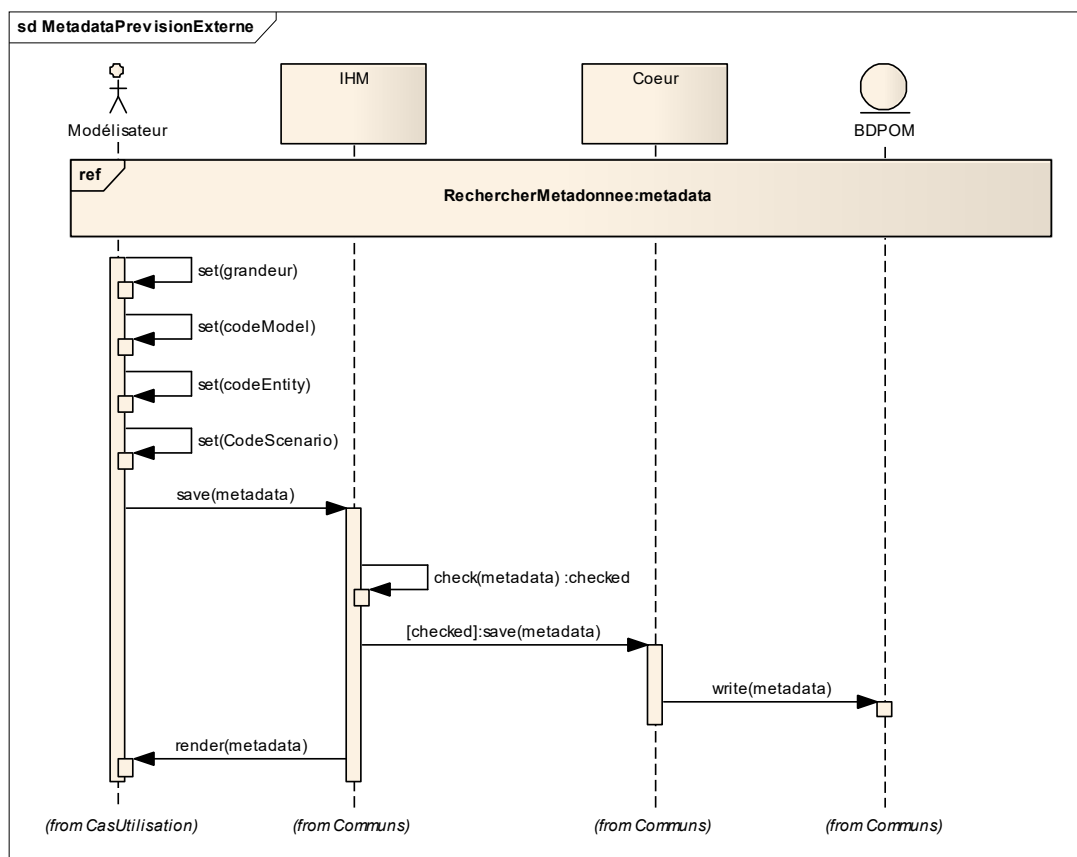 sd MetadataPrevisionExterne
Modélisateur
IHM
Coeur
BDPOM
ref
RechercherMetadonnee:metadata
set(grandeur)
set(codeModel)
set(codeEntity)
set(CodeScenario)
save(metadata)
check(metadata) :checked
[checked]:save(metadata)
write(metadata)
render(metadata)
(from CasUtilisation)
(from Communs)
(from Communs)
(from Communs)